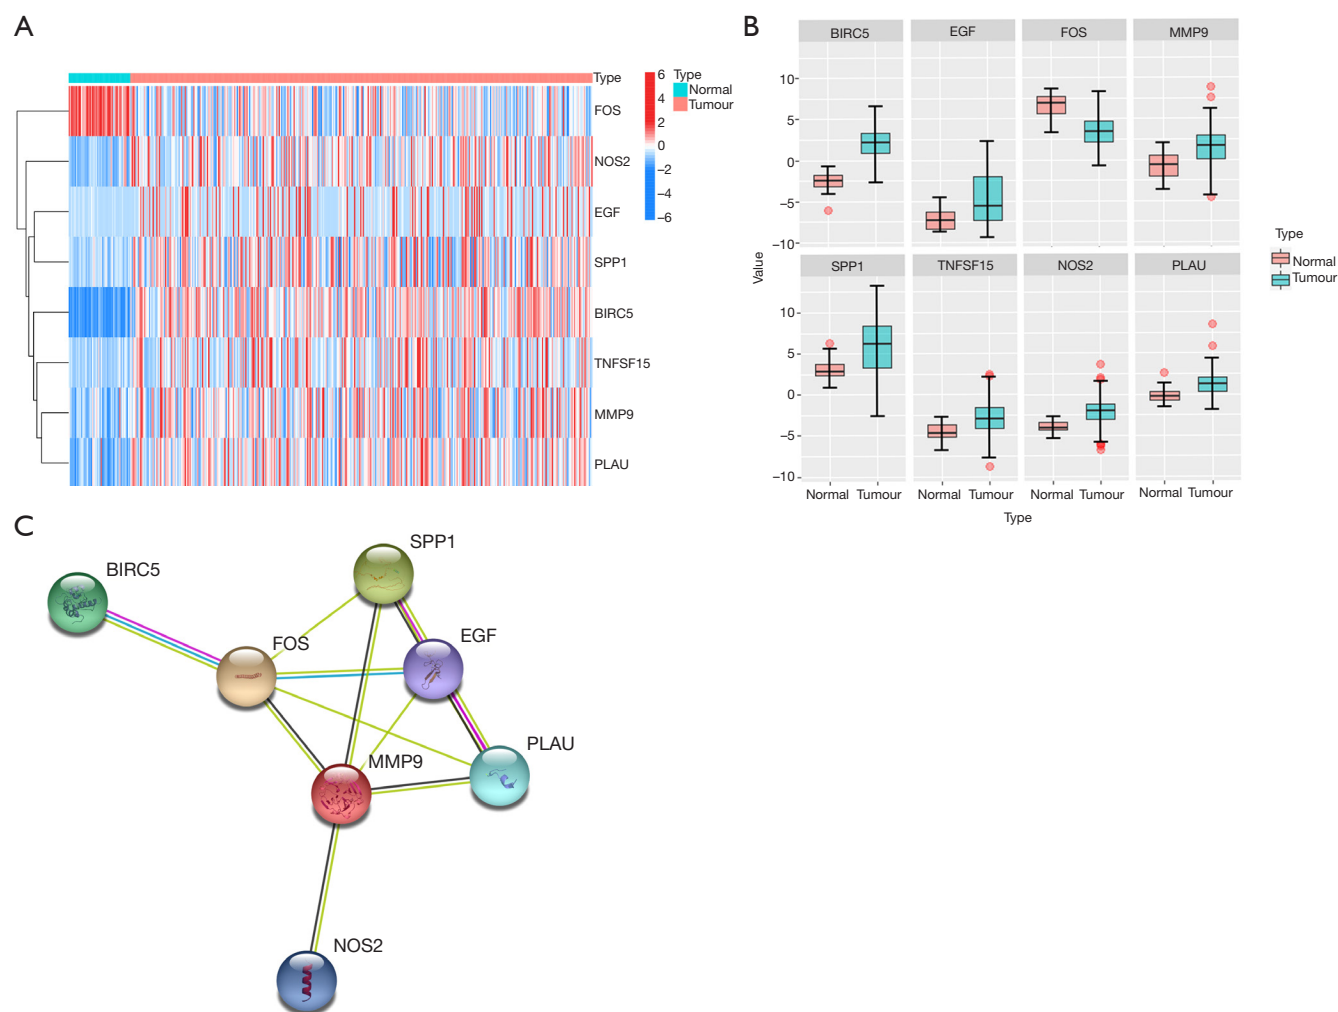 A
Type
FOS
NOS2
EGF
SPP1
BIRC5
TNFSF15
MMP9
PLAU
6
4
2
0
−2
−4
−6
Type
Normal
Tumour
B
BIRC5 EGF FOS MMP9
10
5
0
−5
−10
SPP1 TNFSF15 NOS2 PLAU
10
5
0
−5
−10
Value
Normal Tumour Normal Tumour Normal Tumour Normal Tumour
Type
Type
Normal
Tumour
C
SPP1
BIRC5
EGF
FOS
PLAU
MMP9
NOS2